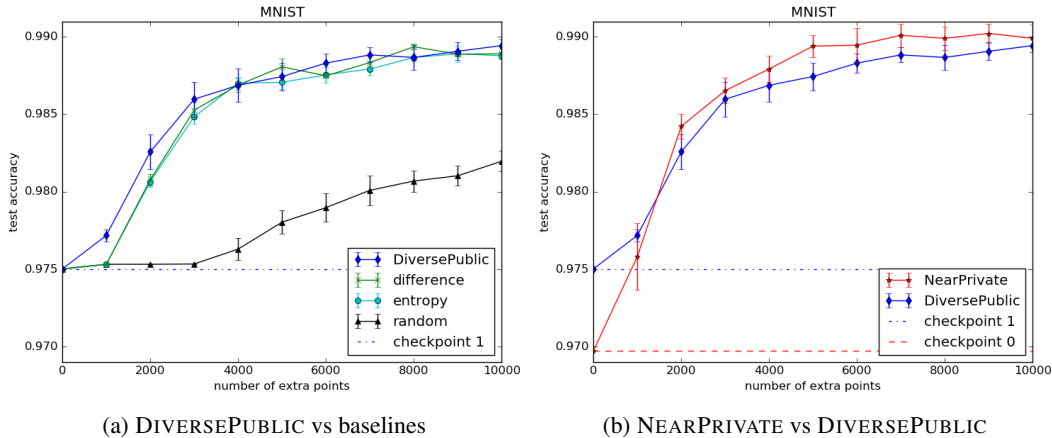 MNIST
0.990
0.985
0.980
0.975
0.970
test accuracy
DiversePublic
difference
entropy
random
checkpoint 1
0 2000 4000 6000 8000 10000
number of extra points
(a) DIVERSEPUBLIC vs baselines
MNIST
0.990
0.985
0.980
0.975
0.970
test accuracy
NearPrivate
DiversePublic
checkpoint 1
checkpoint 0
0 2000 4000 6000 8000 10000
number of extra points
(b) NEARPRIVATE vs DIVERSEPUBLIC